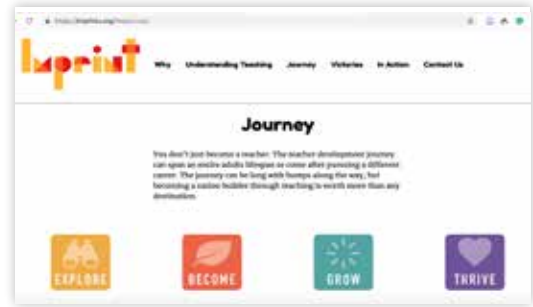 Imprint
Why Understanding Teaching Journey Victories In Action Contact Us
Journey
You don't just become a teacher. The teacher development journey
can span an entire adults lifespan or come after pursuing a different
career. The journey can be long with bumps along the way, but
becoming a nation builder through teaching is worth more than any
destination.
EXPLORE BECOME GROW THRIVE